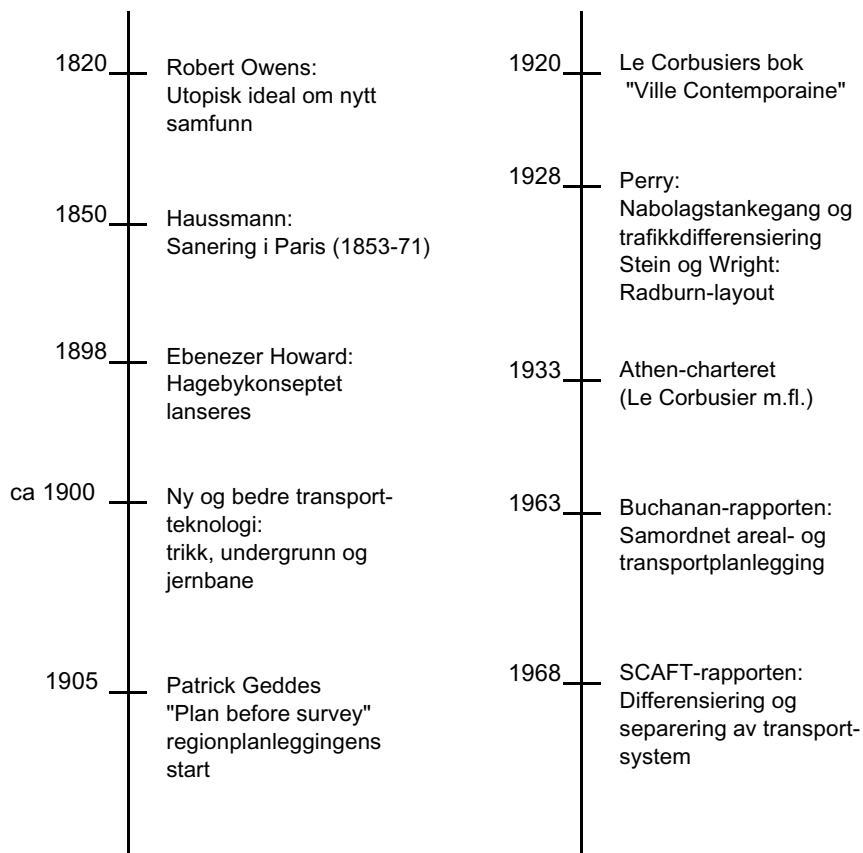 1820
Robert Owens:
Utopisk ideal om nytt
samfunn
1850
Haussmann:
Sanering i Paris (1853-71)
1898
Ebenezer Howard:
Hagebykonseptet
lanseres
ca 1900
Ny og bedre transport-
teknologi:
trikk, undergrunn og
jernbane
1905
Patrick Geddes
"Plan before survey"
regionplanleggingens
start
1920
Le Corbusiers bok
"Ville Contemporaine"
1928
Perry:
Nabolagstankegang og
trafikkdifferensiering
Stein og Wright:
Radburn-layout
1933
Athen-charteret
(Le Corbusier m.fl.)
1963
Buchanan-rapporten:
Samordnet areal- og
transportplanlegging
1968
SCAFT-rapporten:
Differensiering og
separering av transport-
system